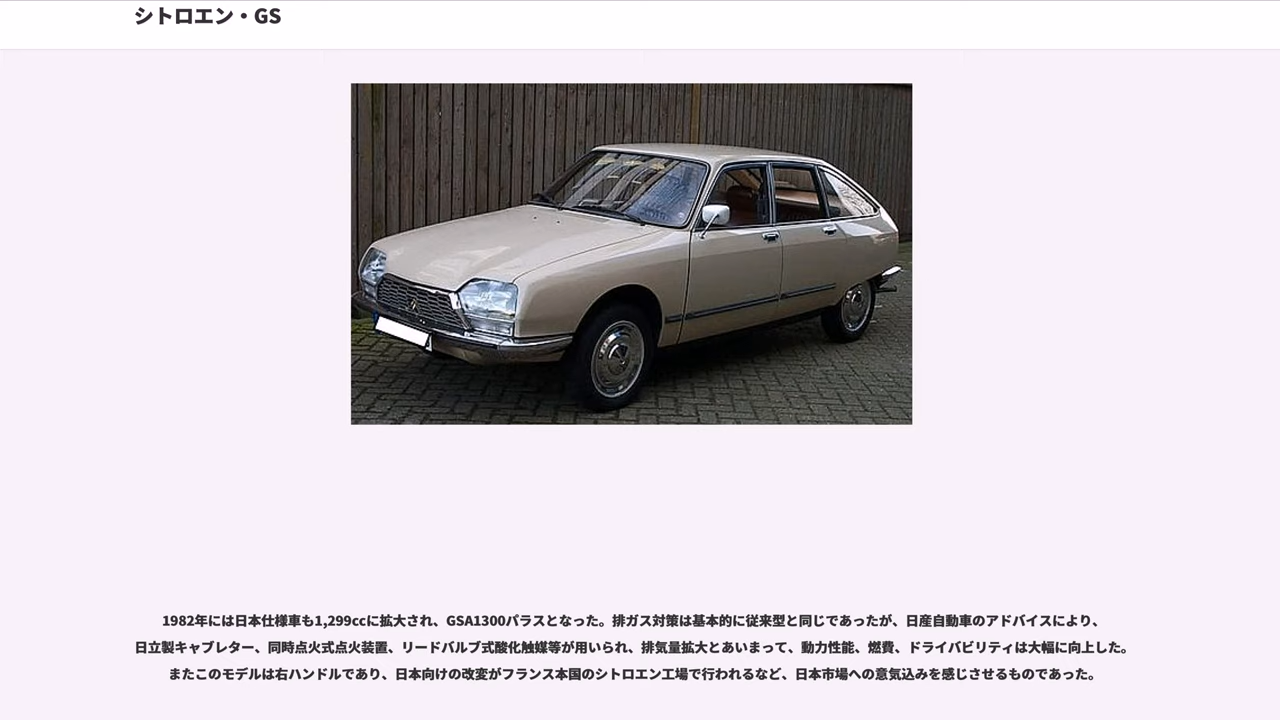 シトロエン・GS
1982年には日本仕様車も1,299ccに拡大され、GSA1300パラスとなった。排ガス対策は基本的に従来型と同じであったが、日産自動車のアドバイスにより、
日立製キャブレター、同時点火式点火装置、リードバルブ式酸化触媒等が用いられ、排気量拡大とあいまって、動力性能、燃費、ドライバビリティは大幅に向上した。
またこのモデルは右ハンドルであり、日本向けの改変がフランス本国のシトロエン工場で行われるなど、日本市場への意気込みを感じさせるものであった。